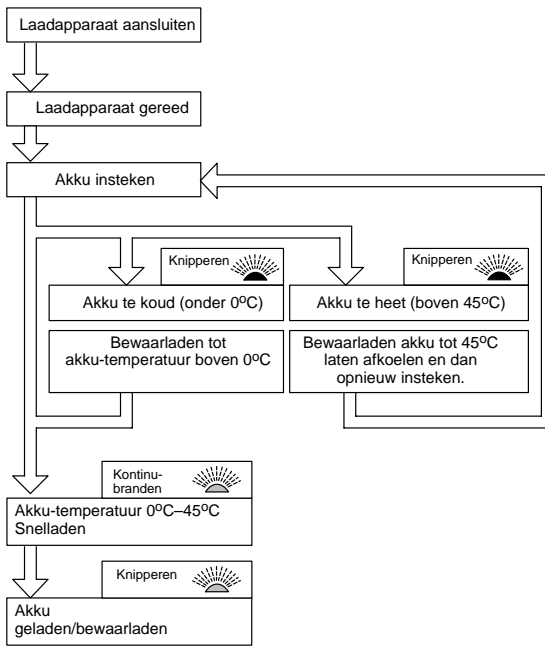 Laadapparaat aansluiten
Laadapparaat gereed
Akku insteken
Knipperen
Akku te koud (onder 0ºC)
Bewaarladen tot
akku-temperatuur boven 0ºC
Knipperen
Akku te heet (boven 45ºC)
Bewaarladen akku tot 45ºC
laten afkoelen en dan
opnieuw insteken.
Kontinu-
branden
Akku-temperatuur 0ºC–45ºC
Snelladen
Knipperen
Akku
geladen/bewaarladen